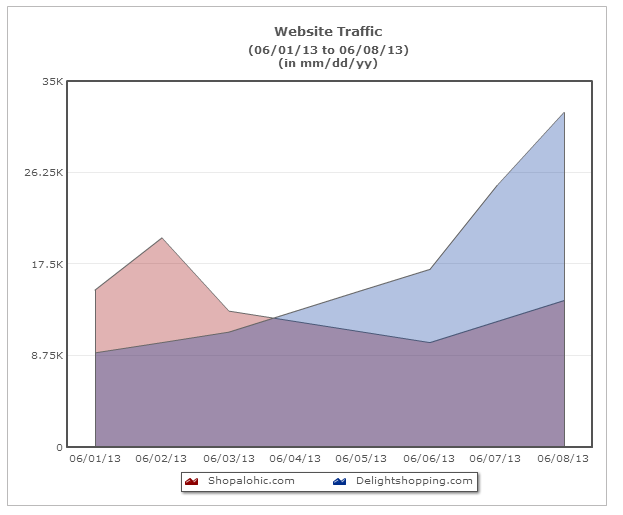 Website Traffic
(06/01/13 to 06/08/13)
(in mm/dd/yy)
35K
26.25K
17.5K
8.75K
0
06/01/13 06/02/13 06/03/13 06/04/13 06/05/13 06/06/13 06/07/13 06/08/13
Shopalohic.com Delightshopping.com